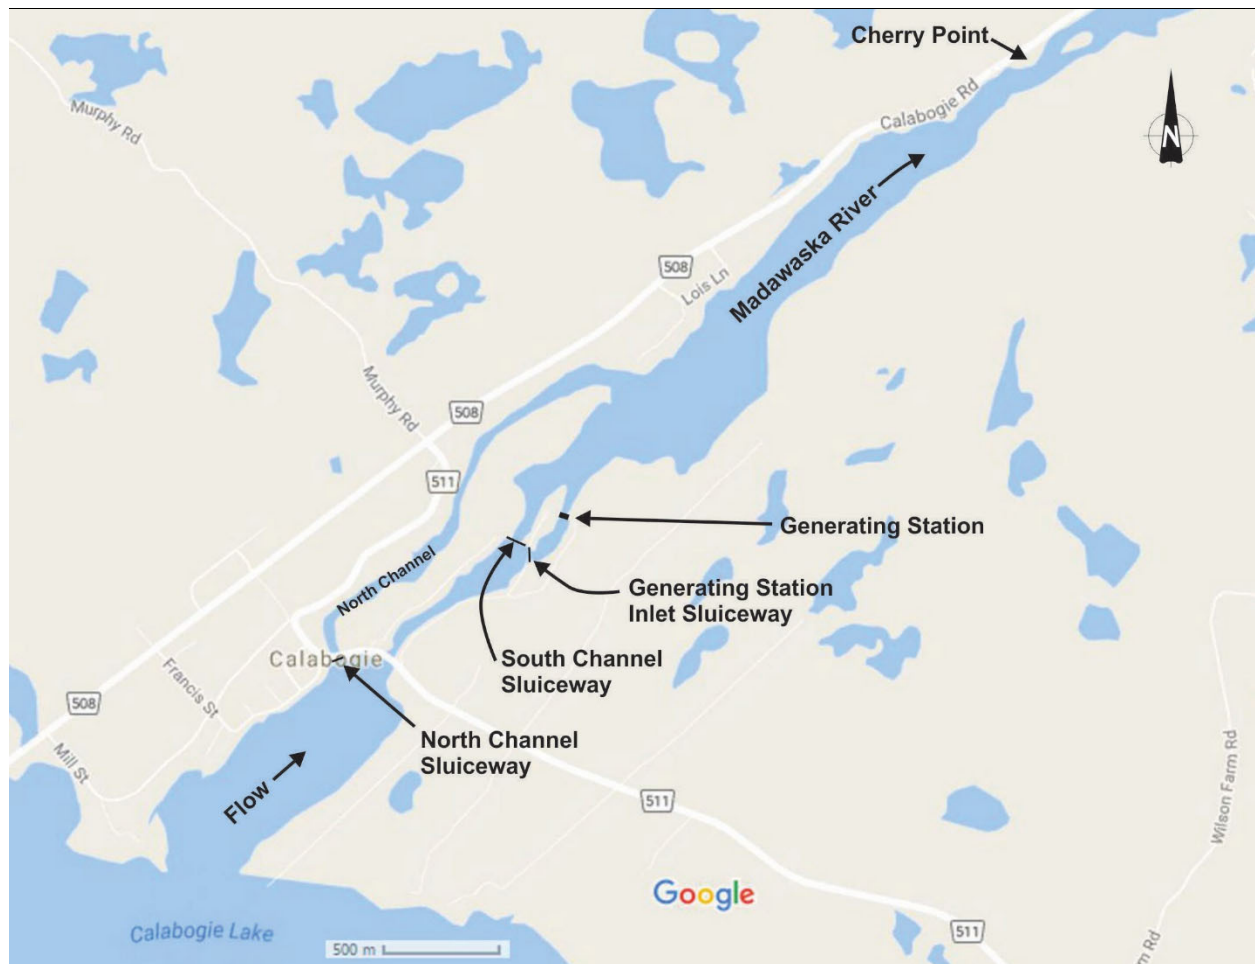 Cherry Point
Murphy Rd
Calabogie Rd
N
Madawaska River
508
Lois Ln
Murphy Rd
508
511
Generating Station
North Channel
Generating Station
Inlet Sluiceway
Calabogie
South Channel
Sluiceway
Francis St
508
North Channel
Sluiceway
Mill St
Flow
511
Wilson Farm Rd
Google
Calabogie Lake
500 m
511
m Rd